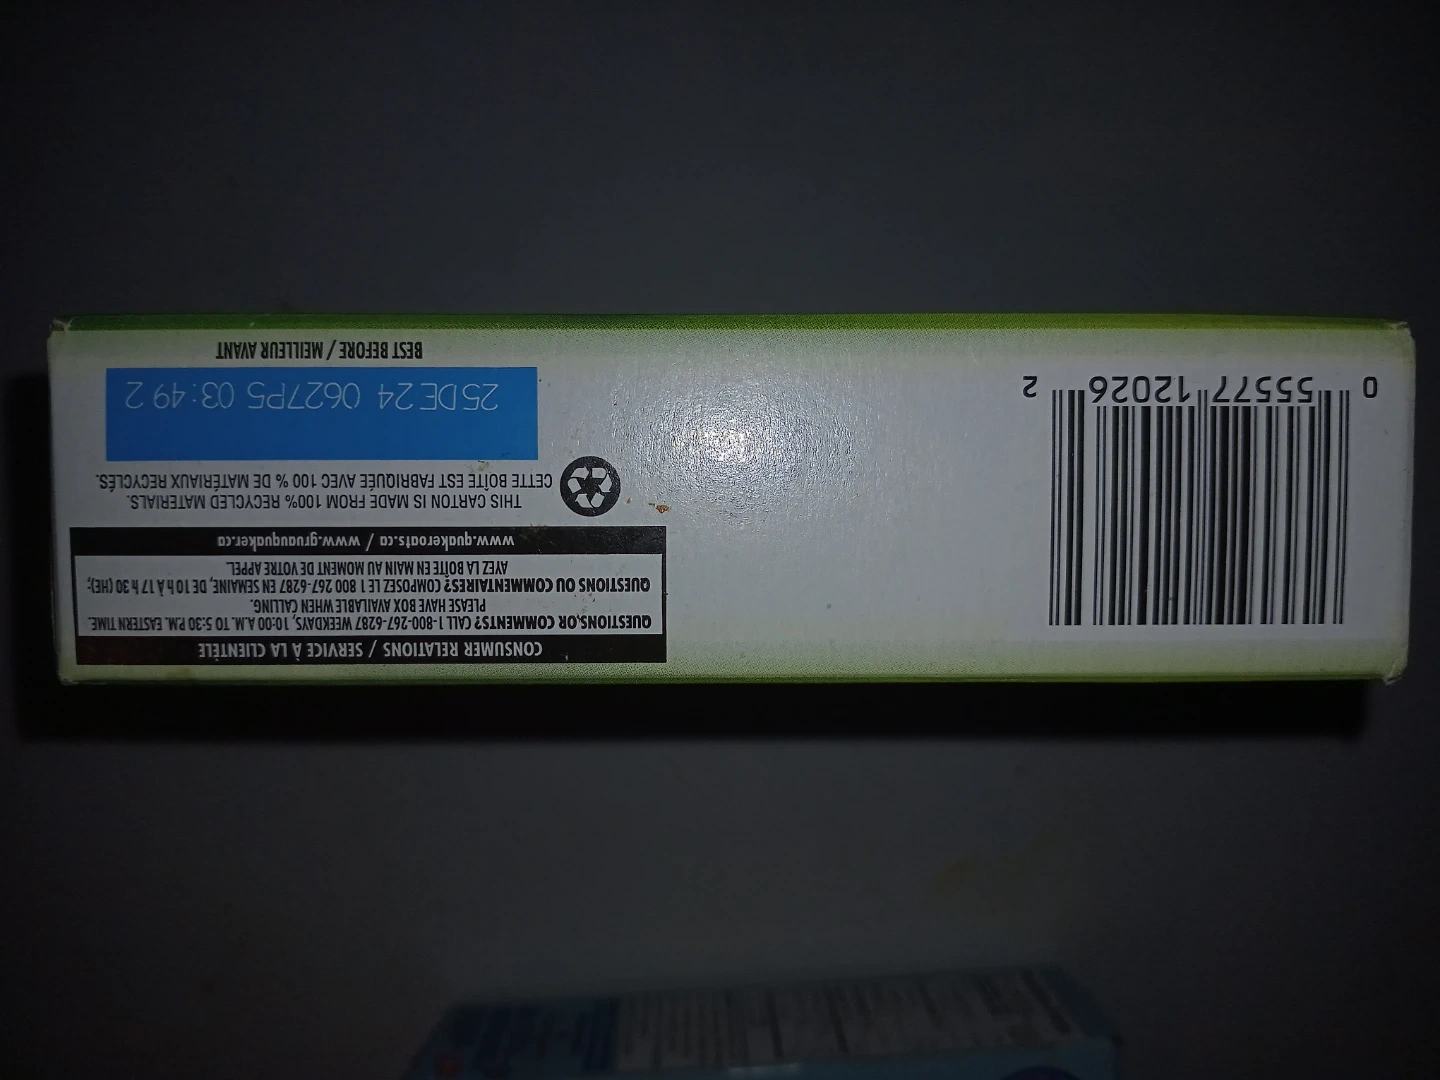 CONSUMER RELATIONS / SERVICE À LA CLIENTÈLE
QUESTIONS OR COMMENTS? CALL 1-800-267-6287 WEEKDAYS, 10:00 A.M. TO 5:30 P.M. EASTERN TIME.
PLEASE HAVE BOX AVAILABLE WHEN CALLING.
QUESTIONS OU COMMENTAIRES? COMPOSEZ LE 1 800 267-6287 EN SEMAINE, DE 10 h À 17 h 30 (HE);
AYEZ LA BOÎTE EN MAIN AU MOMENT DE VOTRE APPEL.
www.quakeroats.ca / www.gruauquaker.ca
THIS CARTON IS MADE FROM 100% RECYCLED MATERIALS.
CETTE BOÎTE EST FABRIQUÉE AVEC 100 % DE MATÉRIAUX RECYCLÉS.
25DE24 0627P5 03:49 2
BEST BEFORE / MEILLEUR AVANT
0 55577 12026 2